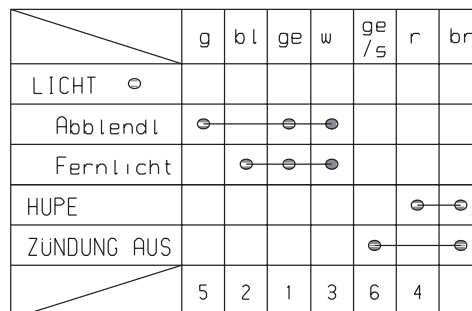 g bl ge w ge/s r br
LICHT
Abblendl
Fernlicht
HUPE
ZÜNDUNG AUS
5 2 1 3 6 4